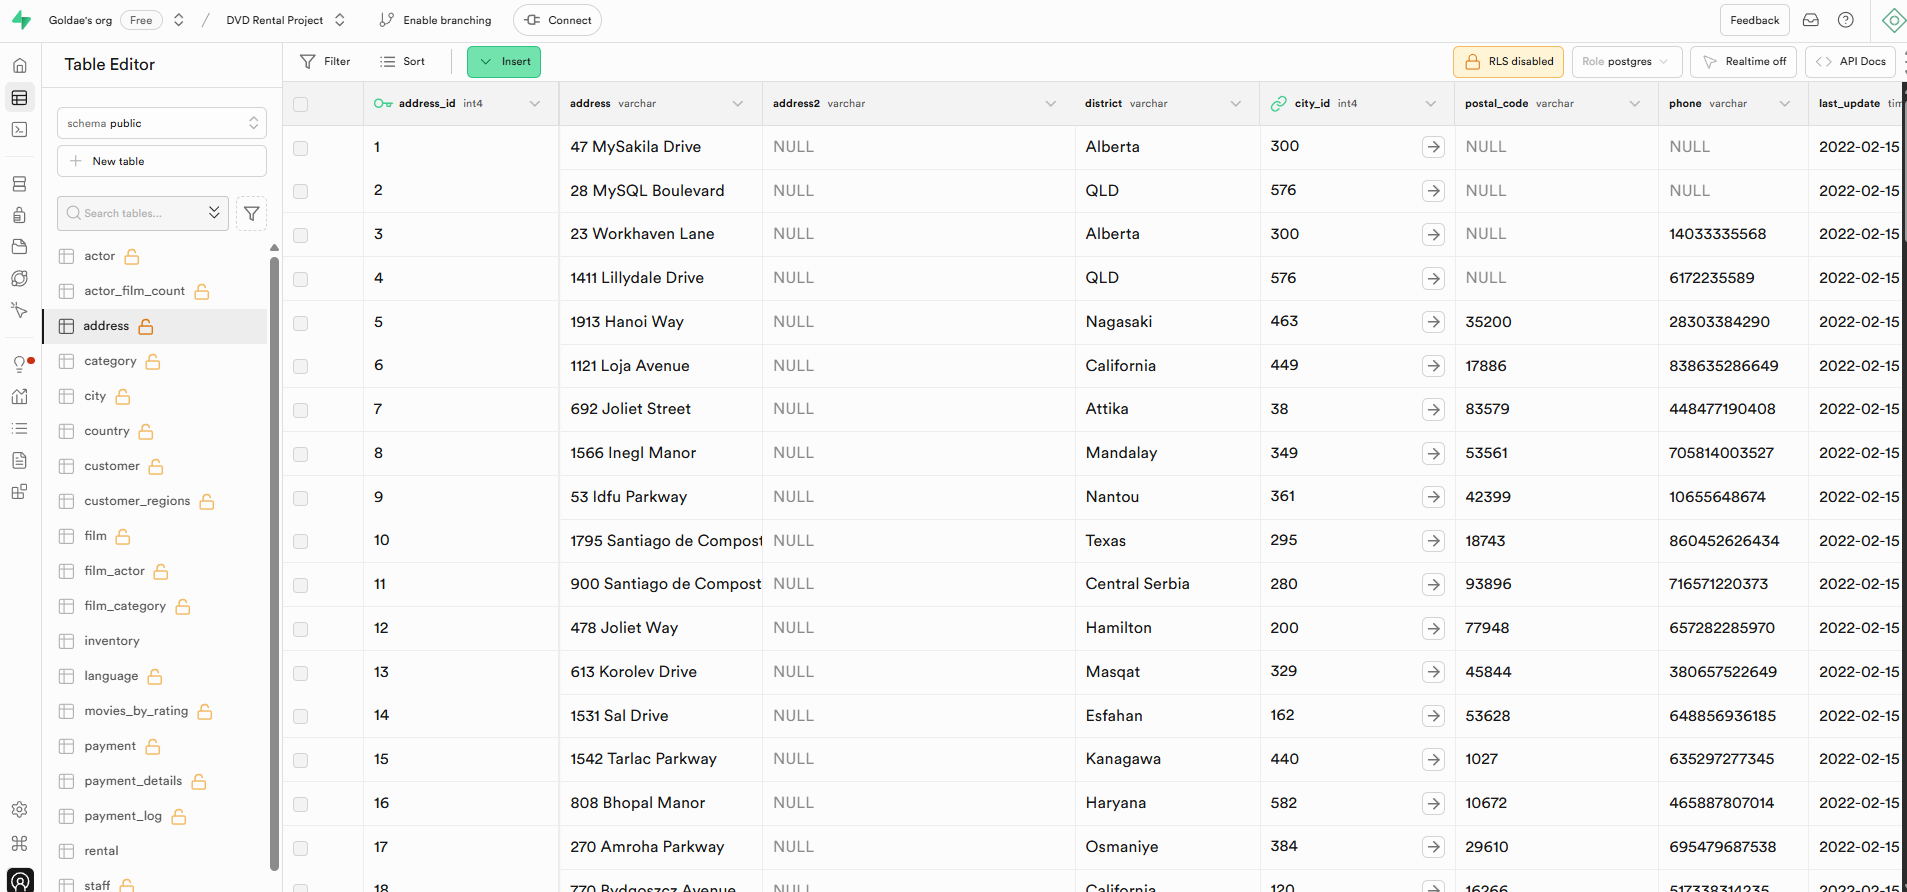 Goldae's org Free / DVD Rental Project Enable branching Connect Feedback
Table Editor
schema public
New table
Search tables...
actor
actor_film_count
address
category
city
country
customer
customer_regions
film
film_actor
film_category
inventory
language
movies_by_rating
payment
payment_details
payment_log
rental
staff
Filter Sort Insert RLS disabled Role postgres Realtime off API Docs
address_id int4 address varchar address2 varchar district varchar city_id int4 postal_code varchar phone varchar last_update tim
1 47 MySakila Drive NULL Alberta 300 NULL NULL 2022-02-15
2 28 MySQL Boulevard NULL QLD 576 NULL NULL 2022-02-15
3 23 Workhaven Lane NULL Alberta 300 NULL 14033335568 2022-02-15
4 1411 Lillydale Drive NULL QLD 576 NULL 6172235589 2022-02-15
5 1913 Hanoi Way NULL Nagasaki 463 35200 28303384290 2022-02-15
6 1121 Loja Avenue NULL California 449 17886 838635286649 2022-02-15
7 692 Joliet Street NULL Attika 38 83579 448477190408 2022-02-15
8 1566 Inegl Manor NULL Mandalay 349 53561 705814003527 2022-02-15
9 53 Idfu Parkway NULL Nantou 361 42399 10655648674 2022-02-15
10 1795 Santiago de Compost NULL Texas 295 18743 860452626434 2022-02-15
11 900 Santiago de Compost NULL Central Serbia 280 93896 716571220373 2022-02-15
12 478 Joliet Way NULL Hamilton 200 77948 657282285970 2022-02-15
13 613 Korolev Drive NULL Masqat 329 45844 380657522649 2022-02-15
14 1531 Sal Drive NULL Esfahan 162 53628 648856936185 2022-02-15
15 1542 Tarlac Parkway NULL Kanagawa 440 1027 635297277345 2022-02-15
16 808 Bhopal Manor NULL Haryana 582 10672 465887807014 2022-02-15
17 270 Amroha Parkway NULL Osmaniye 384 29610 695479687538 2022-02-15
18 770 Bydgoszcz Avenue NULL California 120 16266 517338314235 2022-02-15